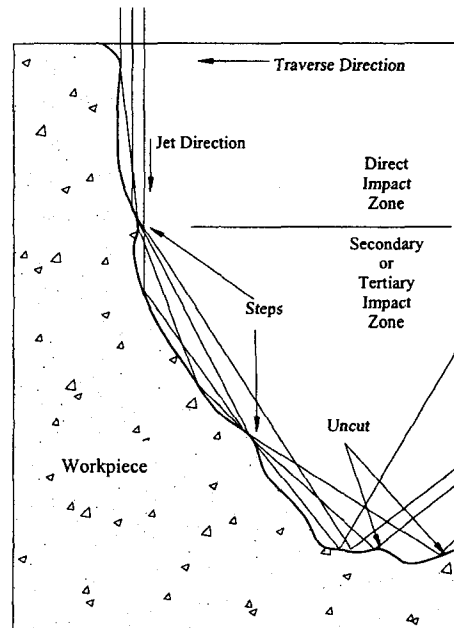 Traverse Direction
Jet Direction
Direct
Impact
Zone
Secondary
or
Tertiary
Impact
Zone
Steps
Uncut
Workpiece